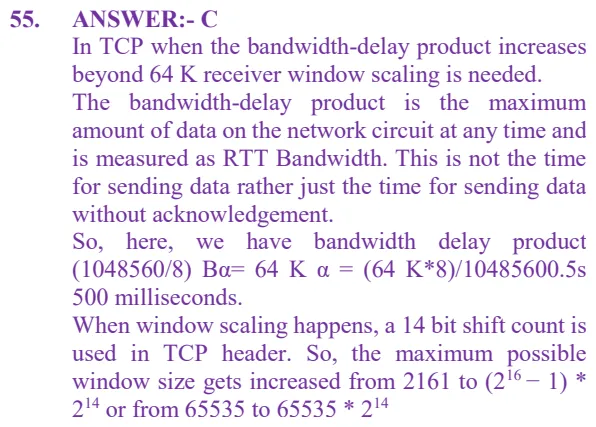 55. ANSWER:- C
In TCP when the bandwidth-delay product increases
beyond 64 K receiver window scaling is needed.
The bandwidth-delay product is the maximum
amount of data on the network circuit at any time and
is measured as RTT Bandwidth. This is not the time
for sending data rather just the time for sending data
without acknowledgement.
So, here, we have bandwidth delay product
(1048560/8) Bα= 64 K α = (64 K*8)/10485600.5s
500 milliseconds.
When window scaling happens, a 14 bit shift count is
used in TCP header. So, the maximum possible
window size gets increased from 2161 to (2¹⁶ – 1) *
2¹⁴ or from 65535 to 65535 * 2¹⁴